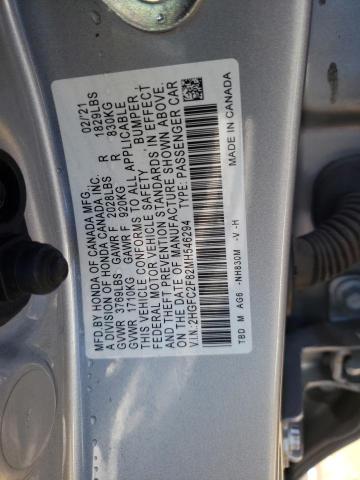 MFD. BY HONDA OF CANADA MFG. 02/'21
A DIVISION OF HONDA CANADA INC.
GVWR 3769LBS GAWR F 2028LBS R 1829LBS
GVWR 1710KG GAWR F 920KG R 830KG
THIS VEHICLE CONFORMS TO ALL APPLICABLE
FEDERAL MOTOR VEHICLE SAFETY, BUMPER,
AND THEFT PREVENTION STANDARDS IN EFFECT
ON THE DATE OF MANUFACTURE SHOWN ABOVE.
V.I.N.: 2HGFC2F82MH546294 TYPE: PASSENGER CAR
TBD M AG6 -NH830M -V -H
MADE IN CANADA